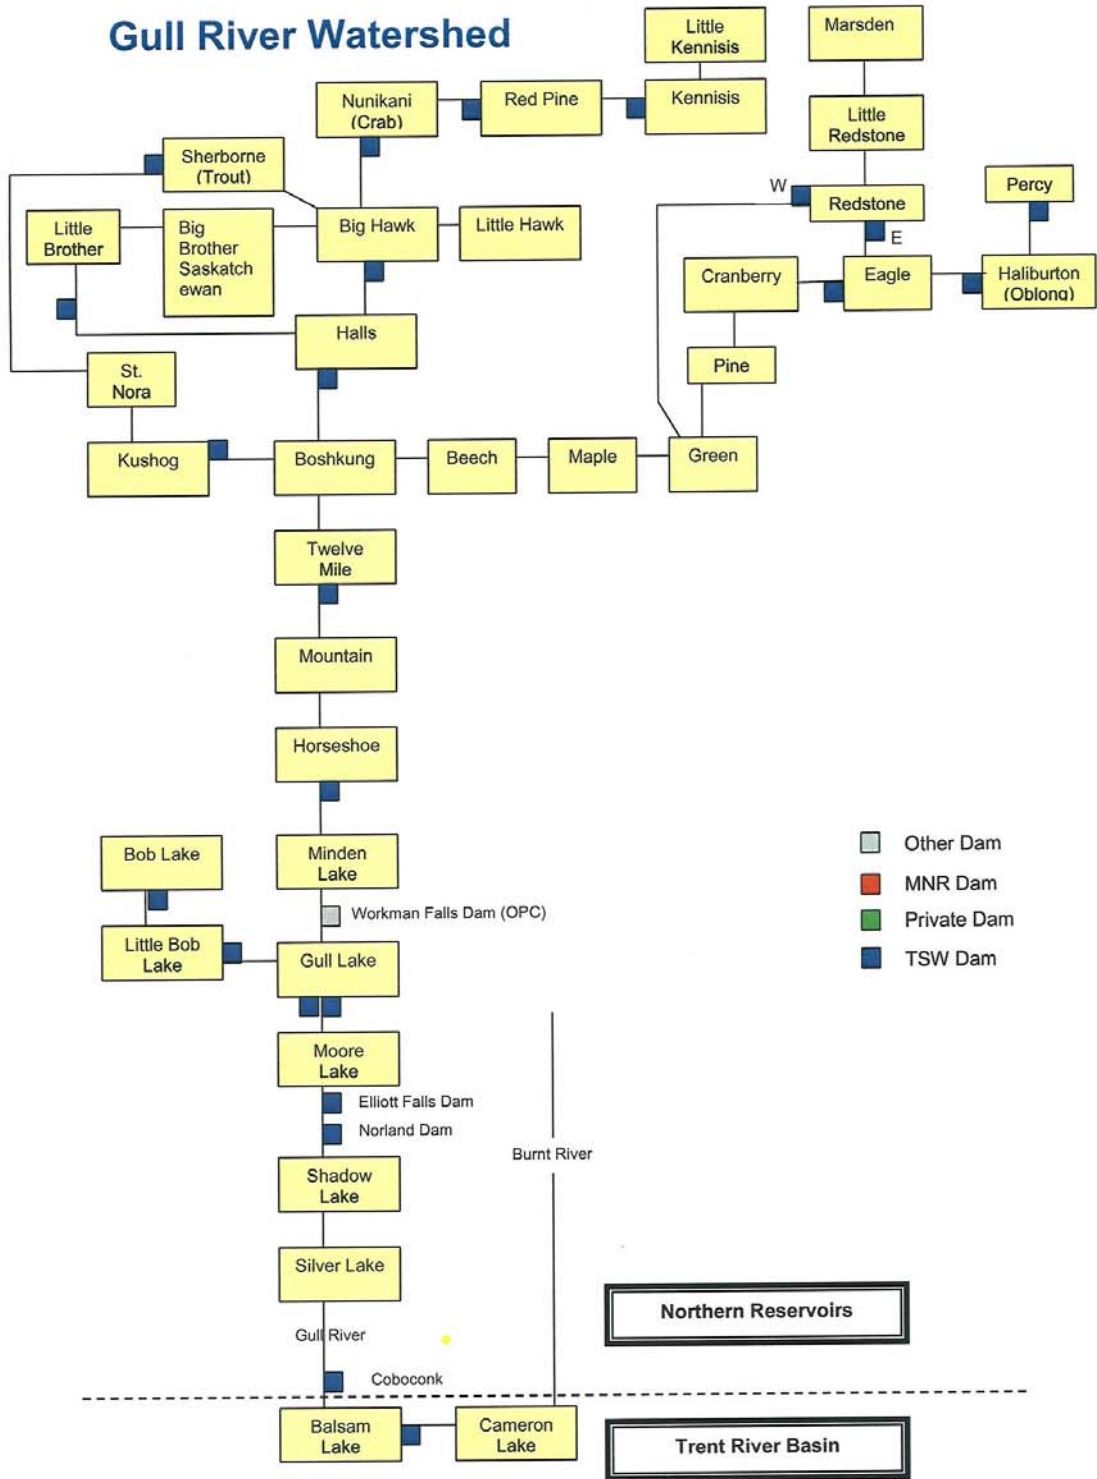 Gull River Watershed
Little
Kennisis
Marsden
Nunikani
(Crab)
Red Pine
Kennisis
Little
Redstone
Sherborne
(Trout)
W
Redstone
Percy
Little
Brother
Big
Brother
Saskatch
ewan
Big Hawk
Little Hawk
E
Cranberry
Eagle
Haliburton
(Oblong)
Halls
St.
Nora
Pine
Kushog
Boshkung
Beech
Maple
Green
Twelve
Mile
Mountain
Horseshoe
Bob Lake
Minden
Lake
Other Dam
MNR Dam
Private Dam
TSW Dam
Workman Falls Dam (OPC)
Little Bob
Lake
Gull Lake
Moore
Lake
Elliott Falls Dam
Norland Dam
Burnt River
Shadow
Lake
Silver Lake
Northern Reservoirs
Gull River
Coboconk
Balsam
Lake
Cameron
Lake
Trent River Basin